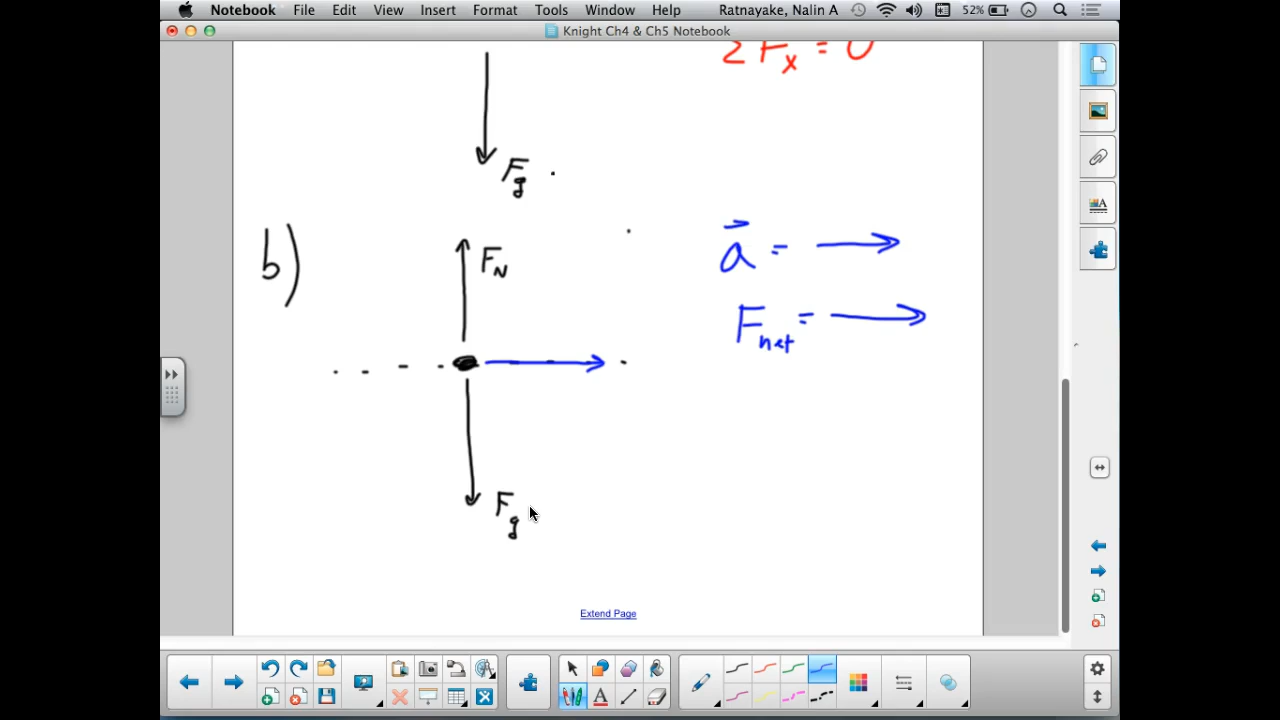 Notebook File Edit View Insert Format Tools Window Help Ratnayake, Nalin A 52%
Knight Ch4 & Ch5 Notebook
ΣFx = 0
Fg
b)
FN
a⃗ = →
Fnet = →
Fg
Extend Page